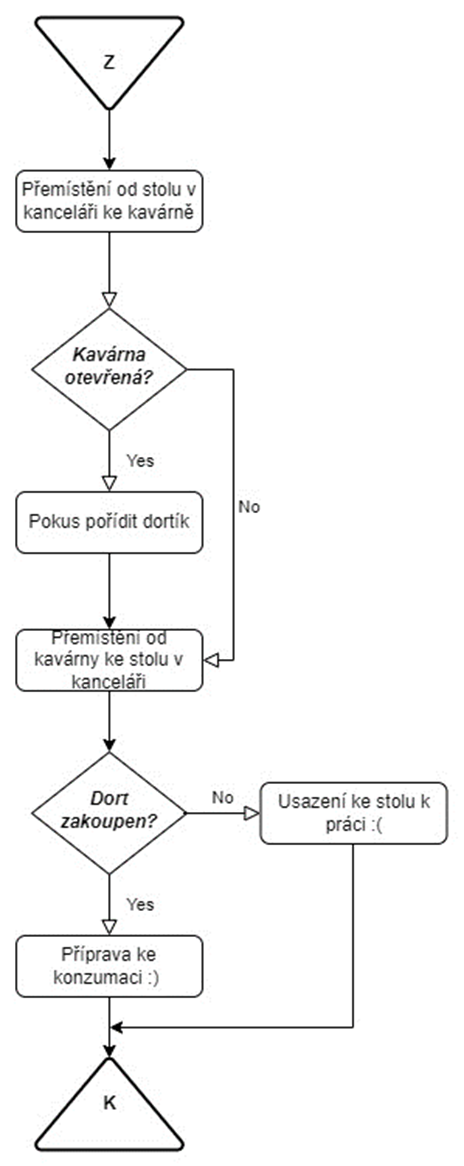 Z
Přemístění od stolu v
kanceláři ke kavárně
Kavárna
otevřená?
Yes
No
Pokus pořídit dortík
Přemístění od
kavárny ke stolu v
kanceláři
Dort
zakoupen?
No
Usazení ke stolu k
práci :(
Yes
Příprava ke
konzumaci :)
K